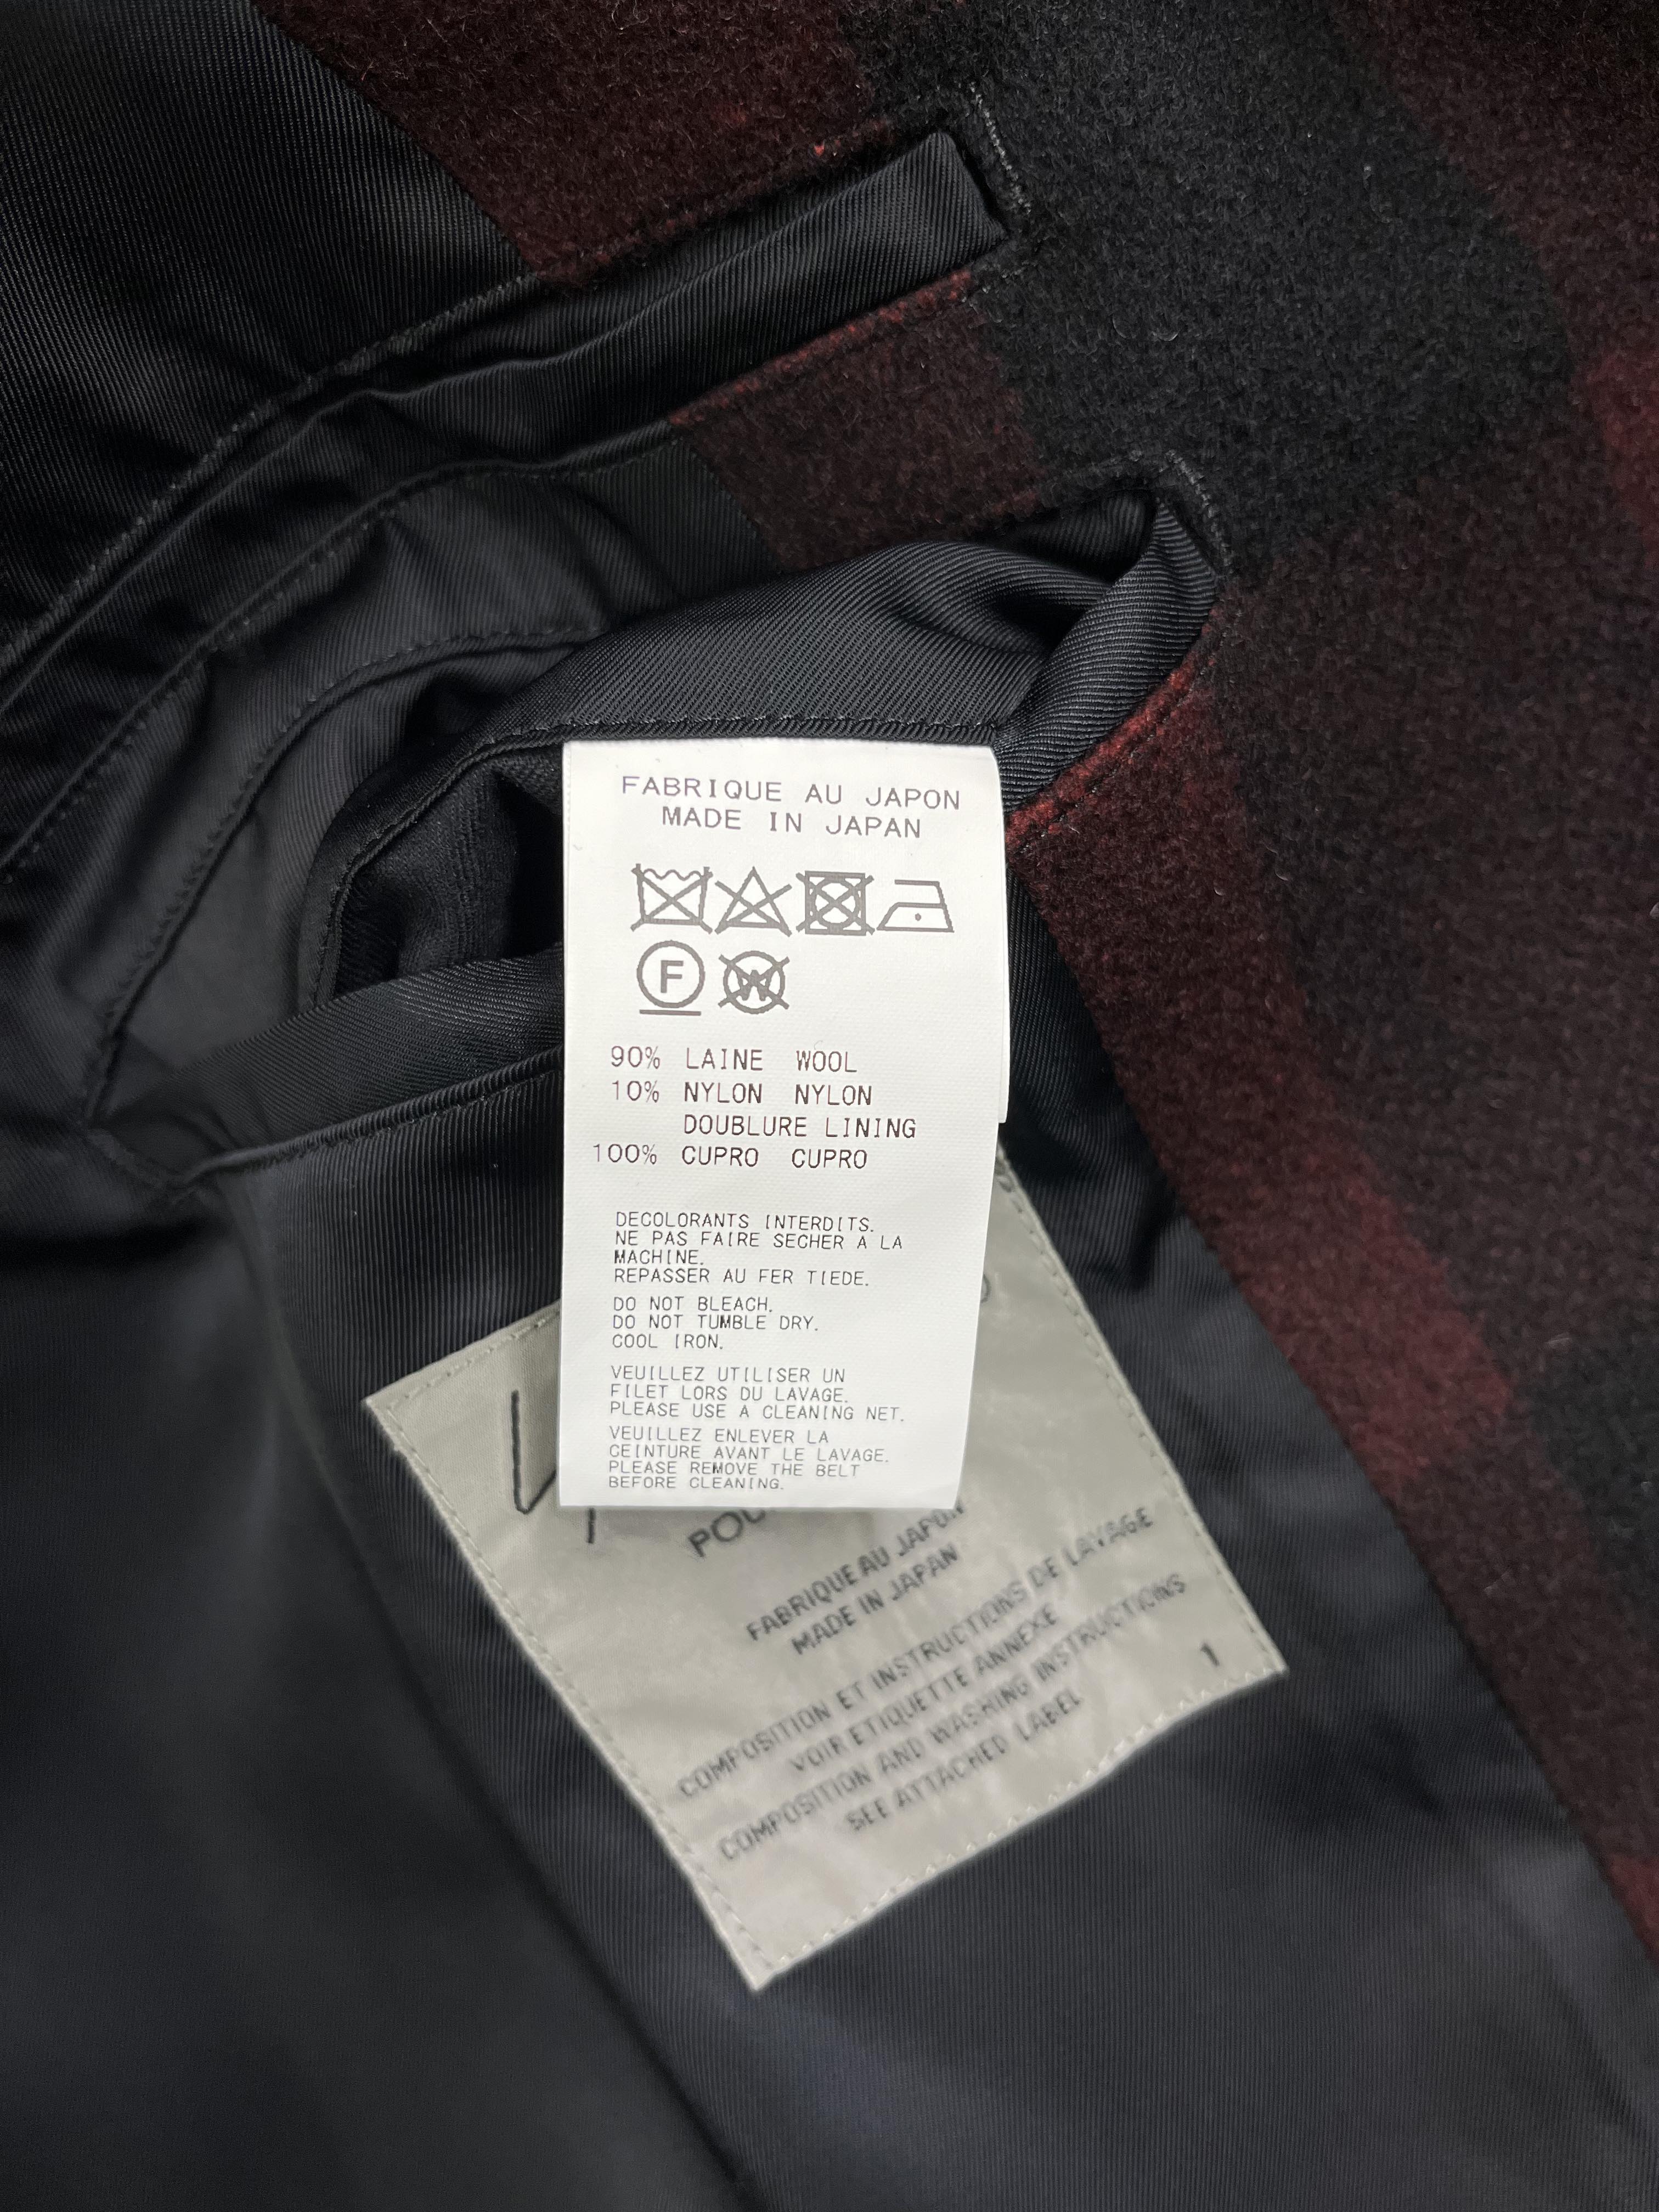 FABRIQUE AU JAPON
MADE IN JAPAN
F W
90% LAINE WOOL
10% NYLON NYLON
DOUBLURE LINING
100% CUPRO CUPRO
DECOLORANTS INTERDITS.
NE PAS FAIRE SECHER A LA
MACHINE.
REPASSER AU FER TIEDE.
DO NOT BLEACH.
DO NOT TUMBLE DRY.
COOL IRON.
VEUILLEZ UTILISER UN
FILET LORS DU LAVAGE.
PLEASE USE A CLEANING NET.
VEUILLEZ ENLEVER LA
CEINTURE AVANT LE LAVAGE.
PLEASE REMOVE THE BELT
BEFORE CLEANING.
POU
FABRIQUE AU JAPON
MADE IN JAPAN
COMPOSITION ET INSTRUCTIONS DE LAVAGE
VOIR ETIQUETTE ANNEXE
COMPOSITION AND WASHING INSTRUCTIONS
SEE ATTACHED LABEL
1